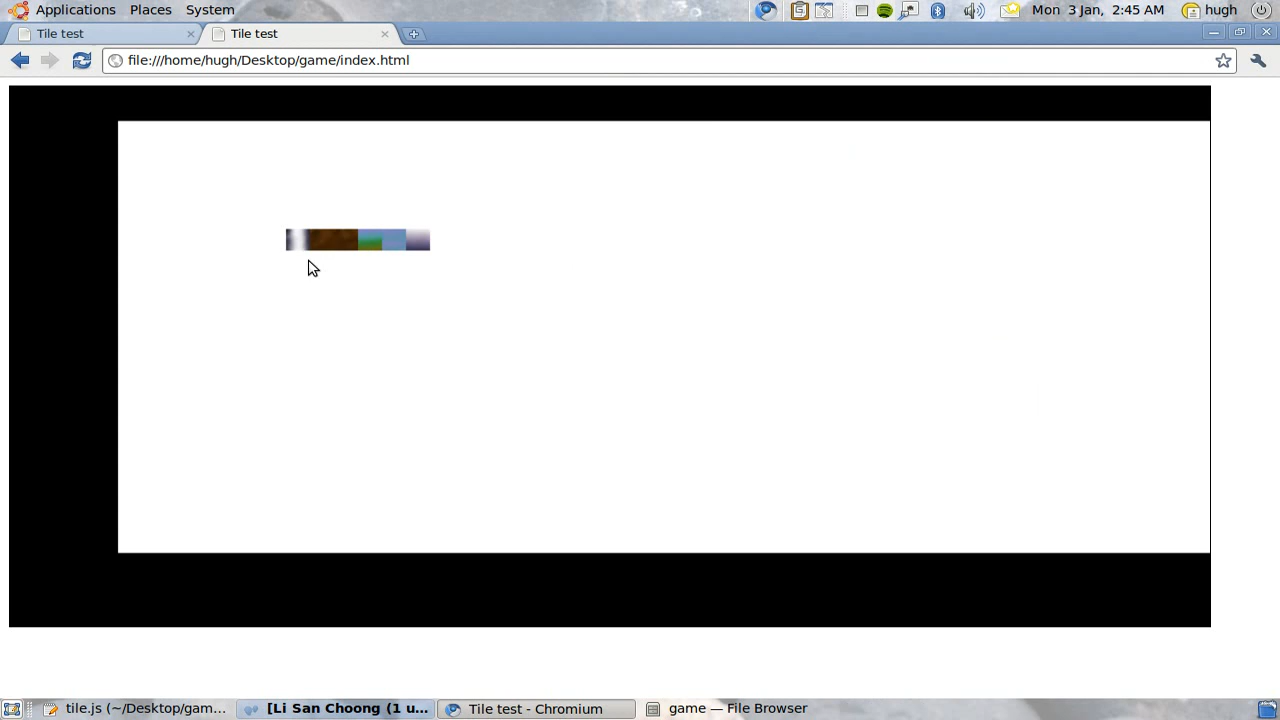 Applications Places System Mon 3 Jan, 2:45 AM hugh
Tile test Tile test
file:///home/hugh/Desktop/game/index.html
tile.js (~/Desktop/gam... [Li San Choong (1 u... Tile test - Chromium game — File Browser